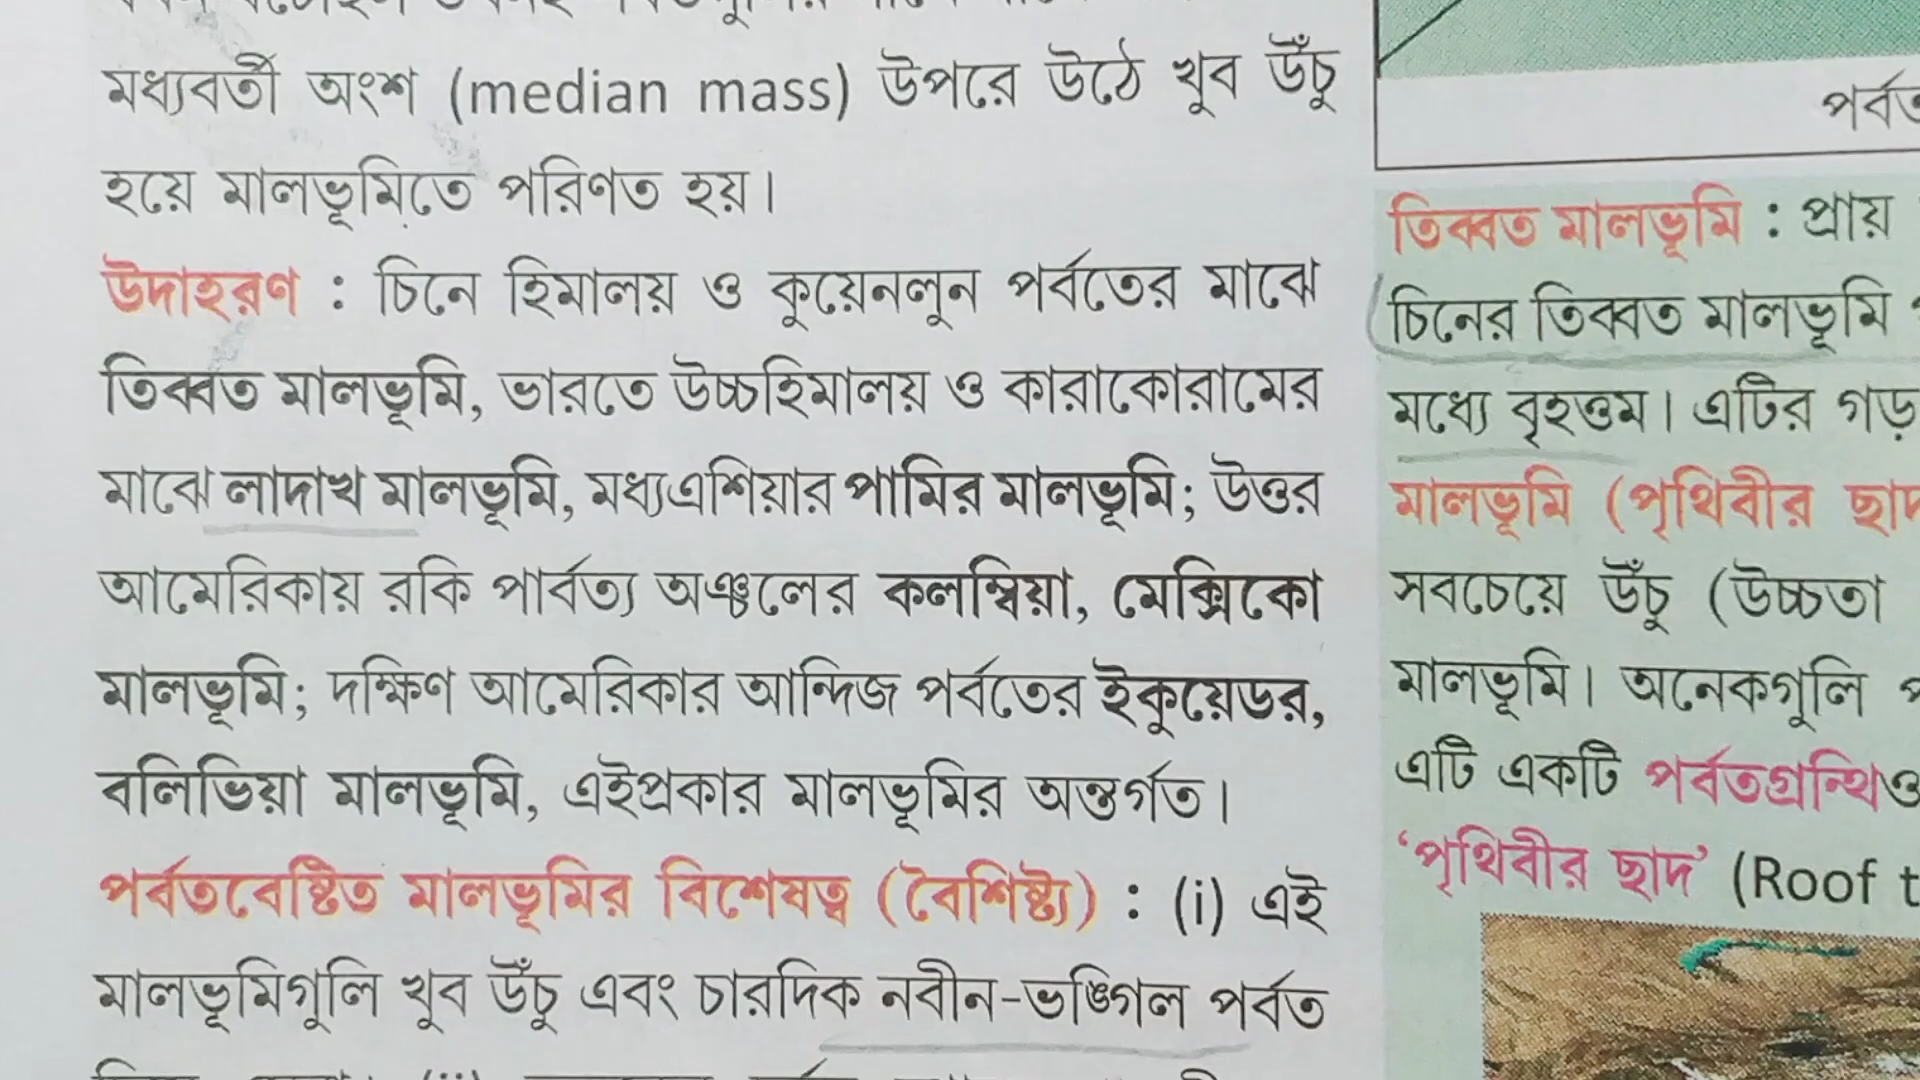 মধ্যবর্তী অংশ (median mass) উপরে উঠে খুব উঁচু
হয়ে মালভূমিতে পরিণত হয়।
উদাহরণ : চিনে হিমালয় ও কুয়েনলুন পর্বতের মাঝে
তিব্বত মালভূমি, ভারতে উচ্চহিমালয় ও কারাকোরামের
মাঝে লাদাখ মালভূমি, মধ্যএশিয়ার পামির মালভূমি; উত্তর
আমেরিকায় রকি পার্বত্য অঞ্চলের কলম্বিয়া, মেক্সিকো
মালভূমি; দক্ষিণ আমেরিকার আন্দিজ পর্বতের ইকুয়েডর,
বলিভিয়া মালভূমি, এইপ্রকার মালভূমির অন্তর্গত।
পর্বতবেষ্টিত মালভূমির বিশেষত্ব (বৈশিষ্ট্য) : (i) এই
মালভূমিগুলি খুব উঁচু এবং চারদিক নবীন-ভঙ্গিল পর্বত
তিব্বত মালভূমি : প্রায়
চিনের তিব্বত মালভূমি
মধ্যে বৃহত্তম। এটির গড়
মালভূমি (পৃথিবীর ছাদ
সবচেয়ে উঁচু (উচ্চতা
মালভূমি। অনেকগুলি
এটি একটি পর্বতগ্রন্থিও
‘পৃথিবীর ছাদ’ (Roof